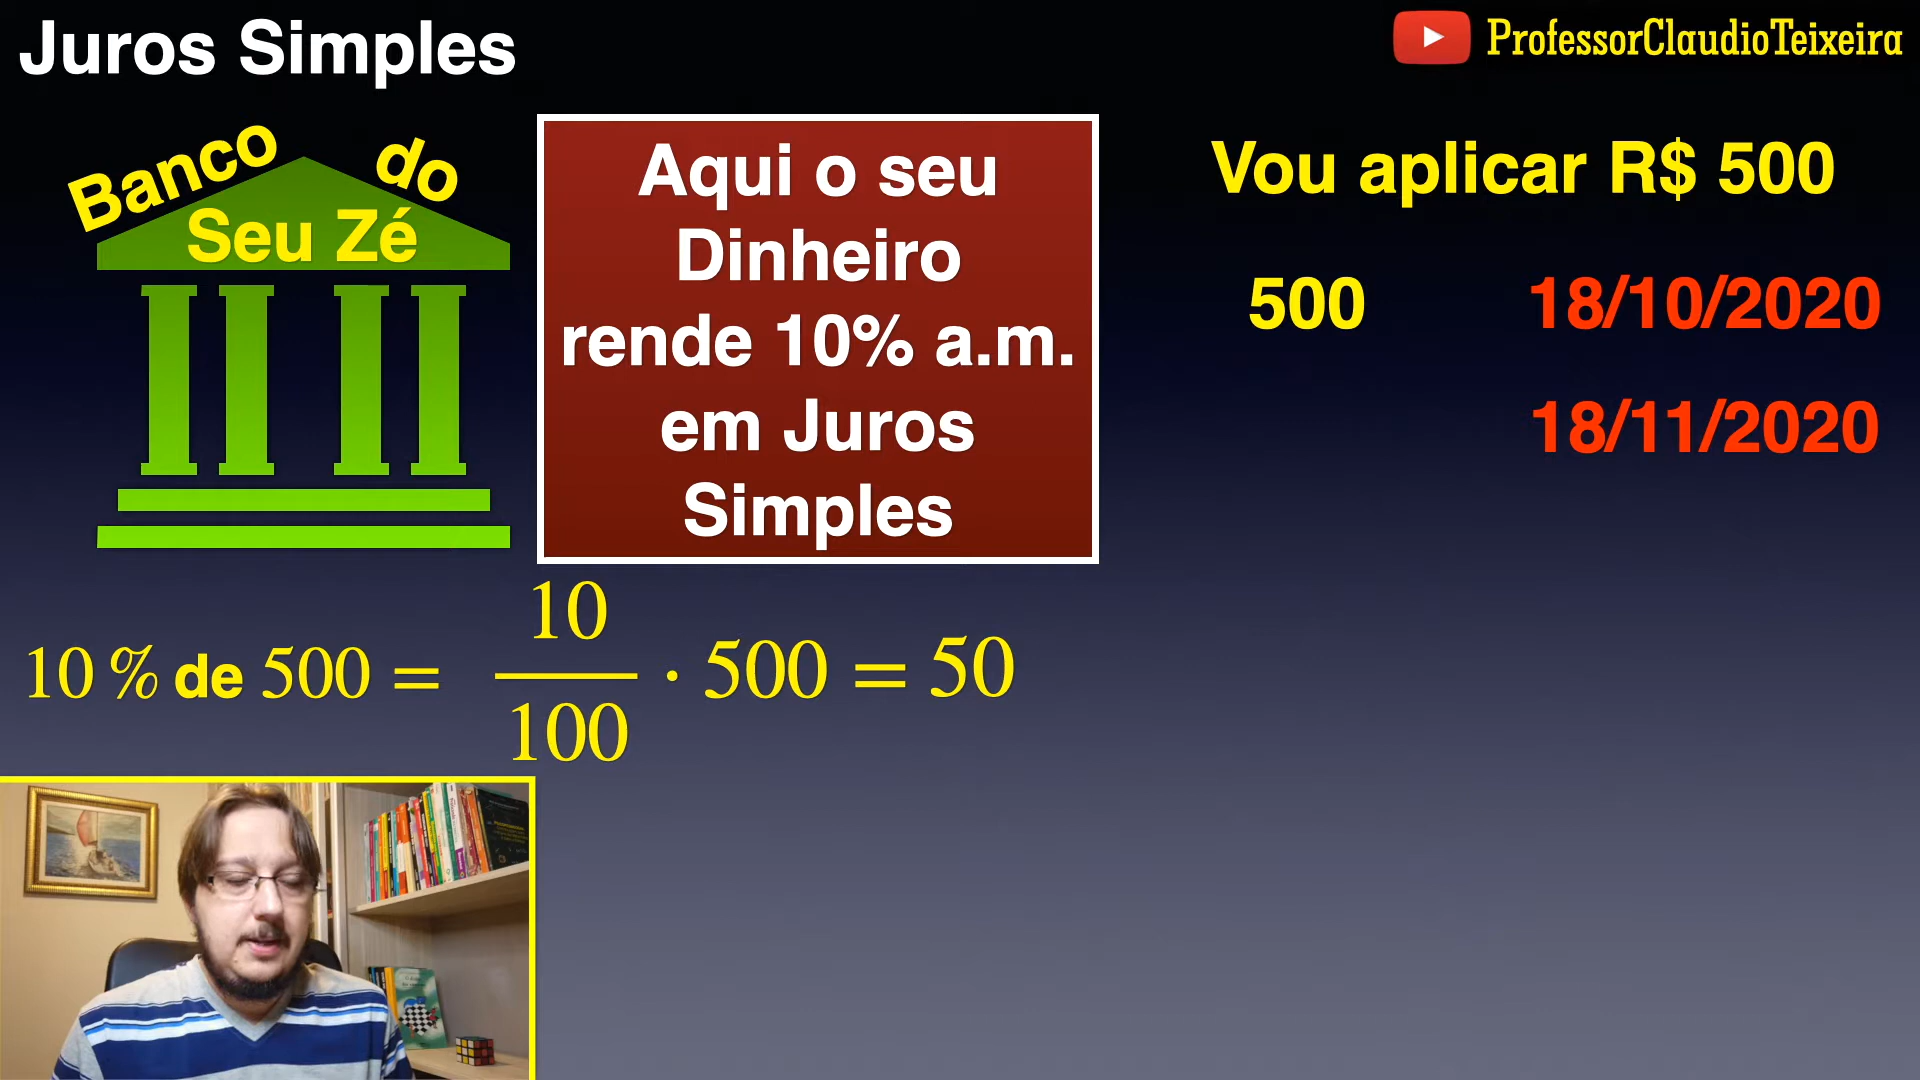 Juros Simples
ProfessorClaudioTeixeira
Banco do
Seu Zé
Aqui o seu
Dinheiro
rende 10% a.m.
em Juros
Simples
Vou aplicar R$ 500
500 18/10/2020
18/11/2020
10 % de 500 = 10/100 · 500 = 50